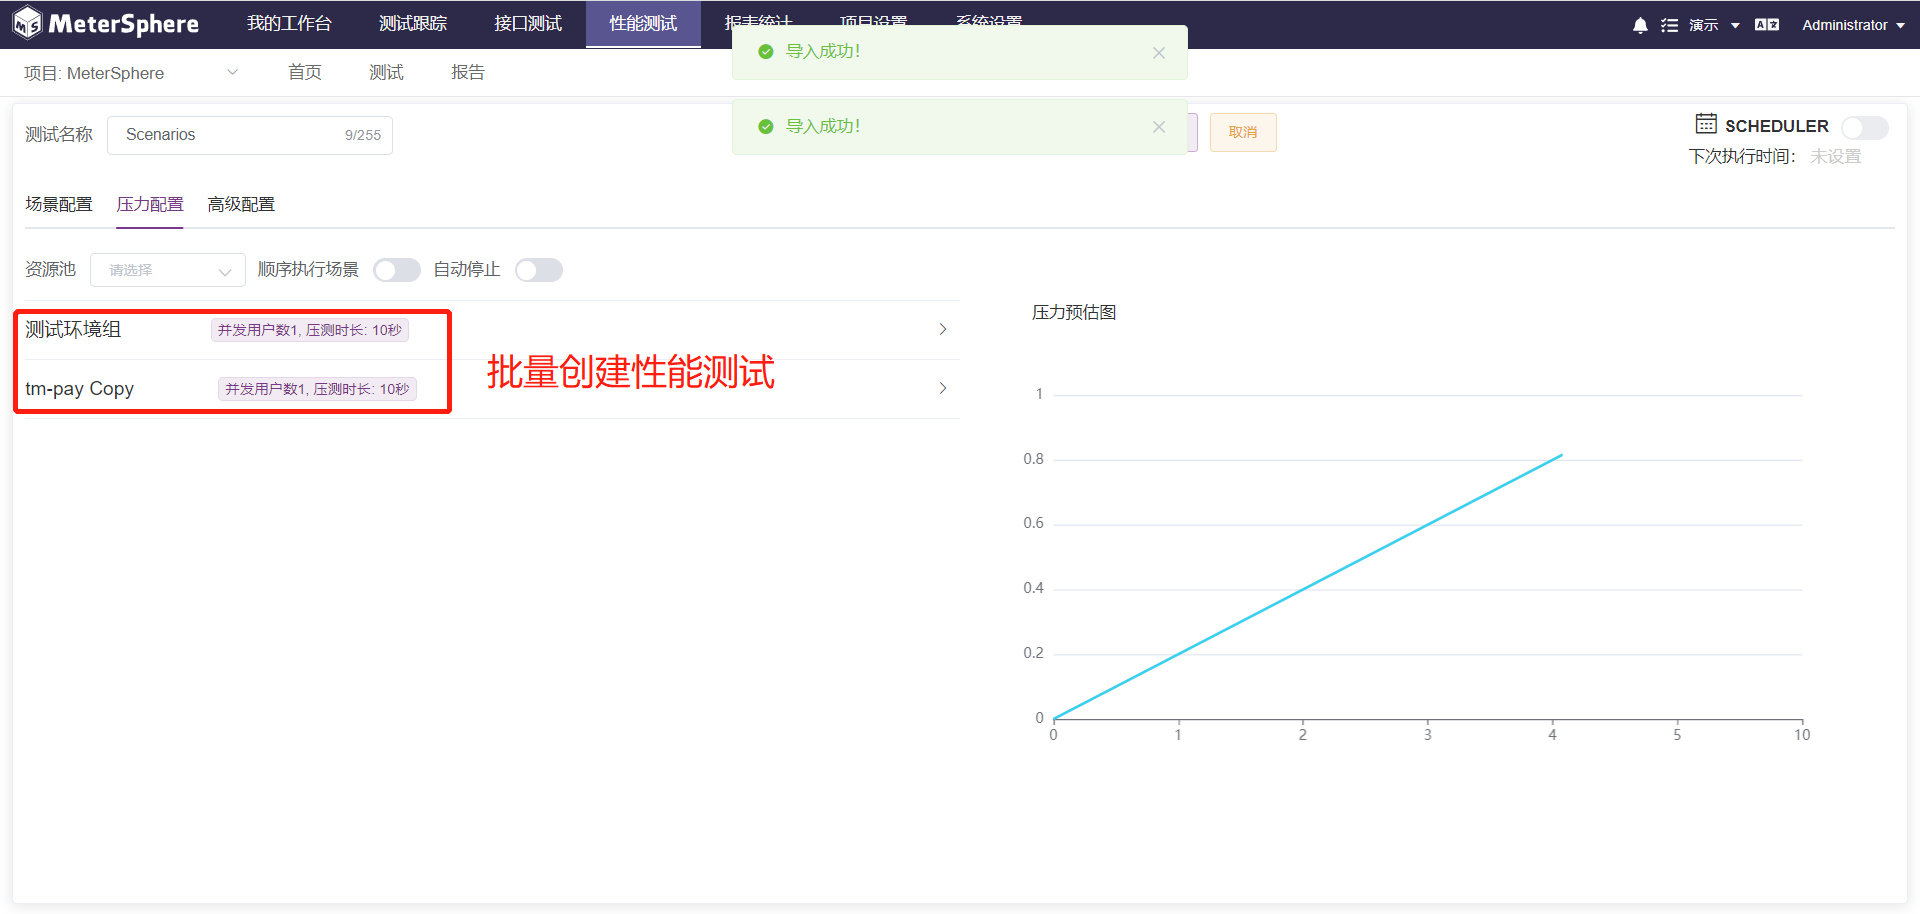 MeterSphere
我的工作台 测试跟踪 接口测试 性能测试 报表统计 项目设置 系统设置
演示 Administrator
项目: MeterSphere 首页 测试 报告
导入成功!
导入成功!
测试名称 Scenarios 9/255
取消
SCHEDULER
下次执行时间： 未设置
场景配置 压力配置 高级配置
资源池 请选择 顺序执行场景 自动停止
测试环境组 并发用户数1, 压测时长: 10秒
tm-pay Copy 并发用户数1, 压测时长: 10秒
批量创建性能测试
压力预估图
1
0.8
0.6
0.4
0.2
0
0 1 2 3 4 5 10